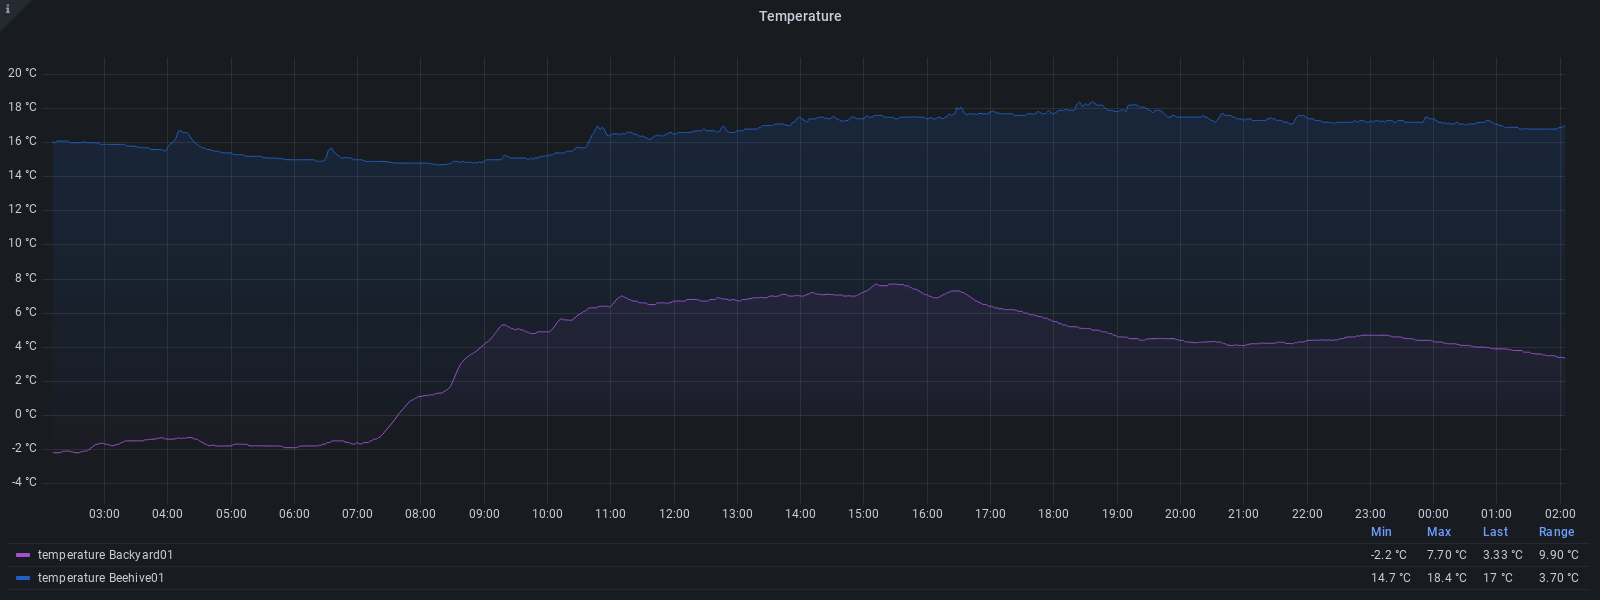 i
Temperature
20 °C
18 °C
16 °C
14 °C
12 °C
10 °C
8 °C
6 °C
4 °C
2 °C
0 °C
-2 °C
-4 °C
03:00 04:00 05:00 06:00 07:00 08:00 09:00 10:00 11:00 12:00 13:00 14:00 15:00 16:00 17:00 18:00 19:00 20:00 21:00 22:00 23:00 00:00 01:00 02:00
Min Max Last Range
temperature Backyard01 -2.2 °C 7.70 °C 3.33 °C 9.90 °C
temperature Beehive01 14.7 °C 18.4 °C 17 °C 3.70 °C